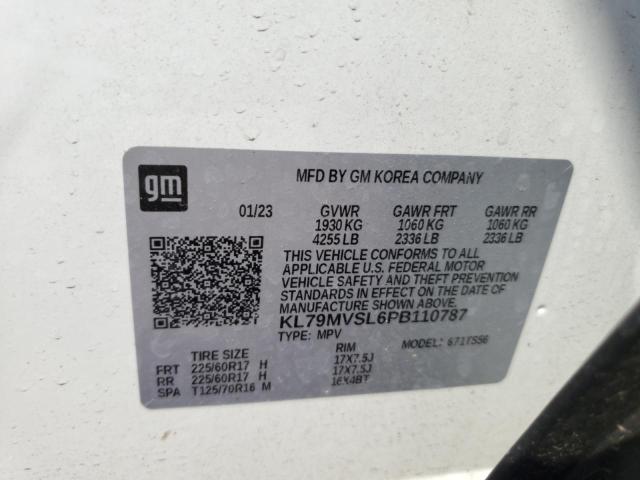 gm
MFD BY GM KOREA COMPANY
01/23 GVWR GAWR FRT GAWR RR
1930 KG 1060 KG 1060 KG
4255 LB 2336 LB 2336 LB
THIS VEHICLE CONFORMS TO ALL
APPLICABLE U.S. FEDERAL MOTOR
VEHICLE SAFETY AND THEFT PREVENTION
STANDARDS IN EFFECT ON THE DATE OF
MANUFACTURE SHOWN ABOVE.
KL79MVSL6PB110787
TYPE: MPV MODEL: 671TS56
TIRE SIZE RIM
FRT 225/60R17 H 17X7.5J
RR 225/60R17 H 17X7.5J
SPA T125/70R16 M 16X4BT